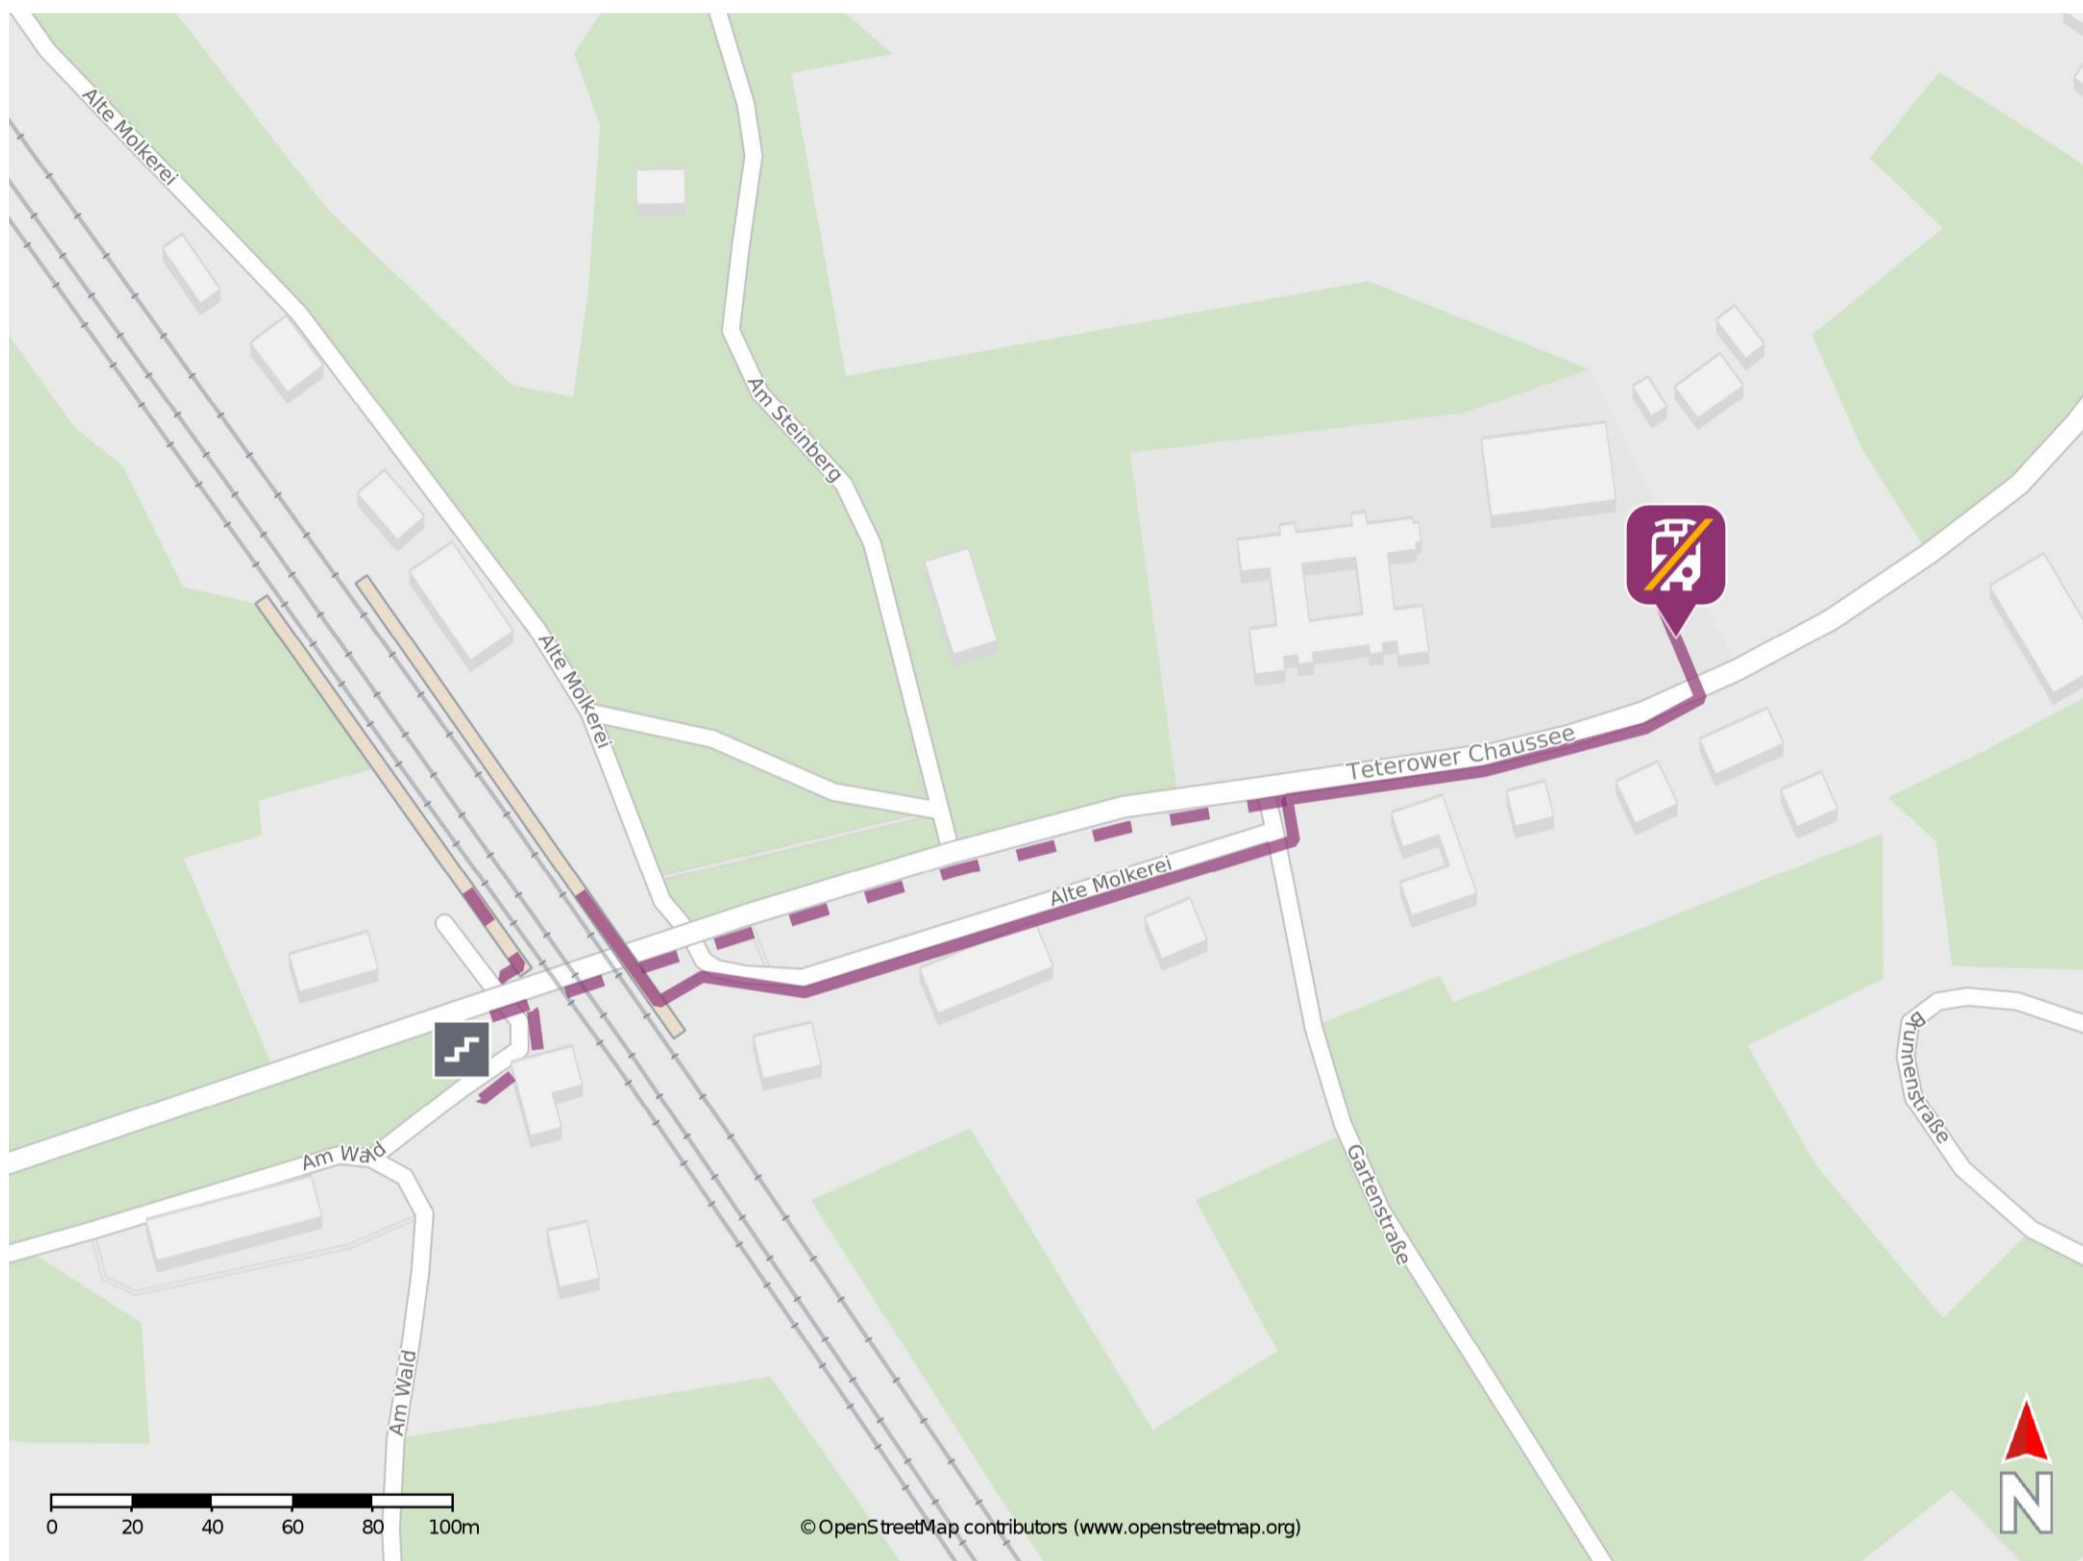 Alte Molkerei
Am Steinberg
Alte Molkerei
Teterower Chaussee
Alte Molkerei
Brunnenstraße
Am Wald
Gartenstraße
Am Wald
0 20 40 60 80 100m
© OpenStreetMap contributors (www.openstreetmap.org)
N